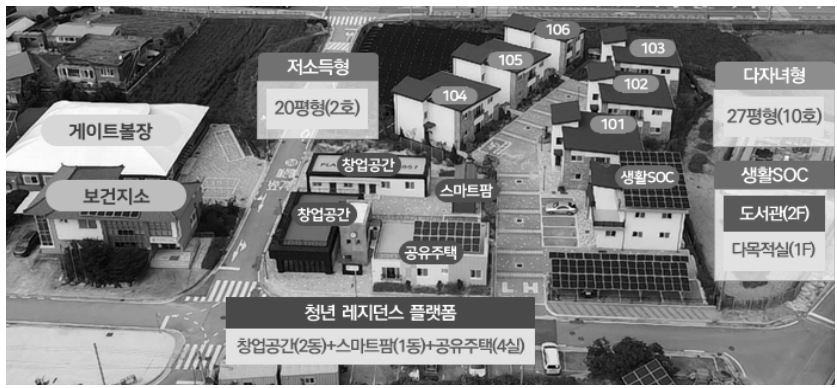 106
103
저소득형
105
다자녀형
102
20평형(2호)
104
27평형(10호)
101
게이트볼장
창업공간
생활SOC
생활SOC
보건지소
스마트팜
창업공간
도서관(2F)
공유주택
다목적실(1F)
LH
청년 레지던스 플랫폼
창업공간(2동)+스마트팜(1동)+공유주택(4실)